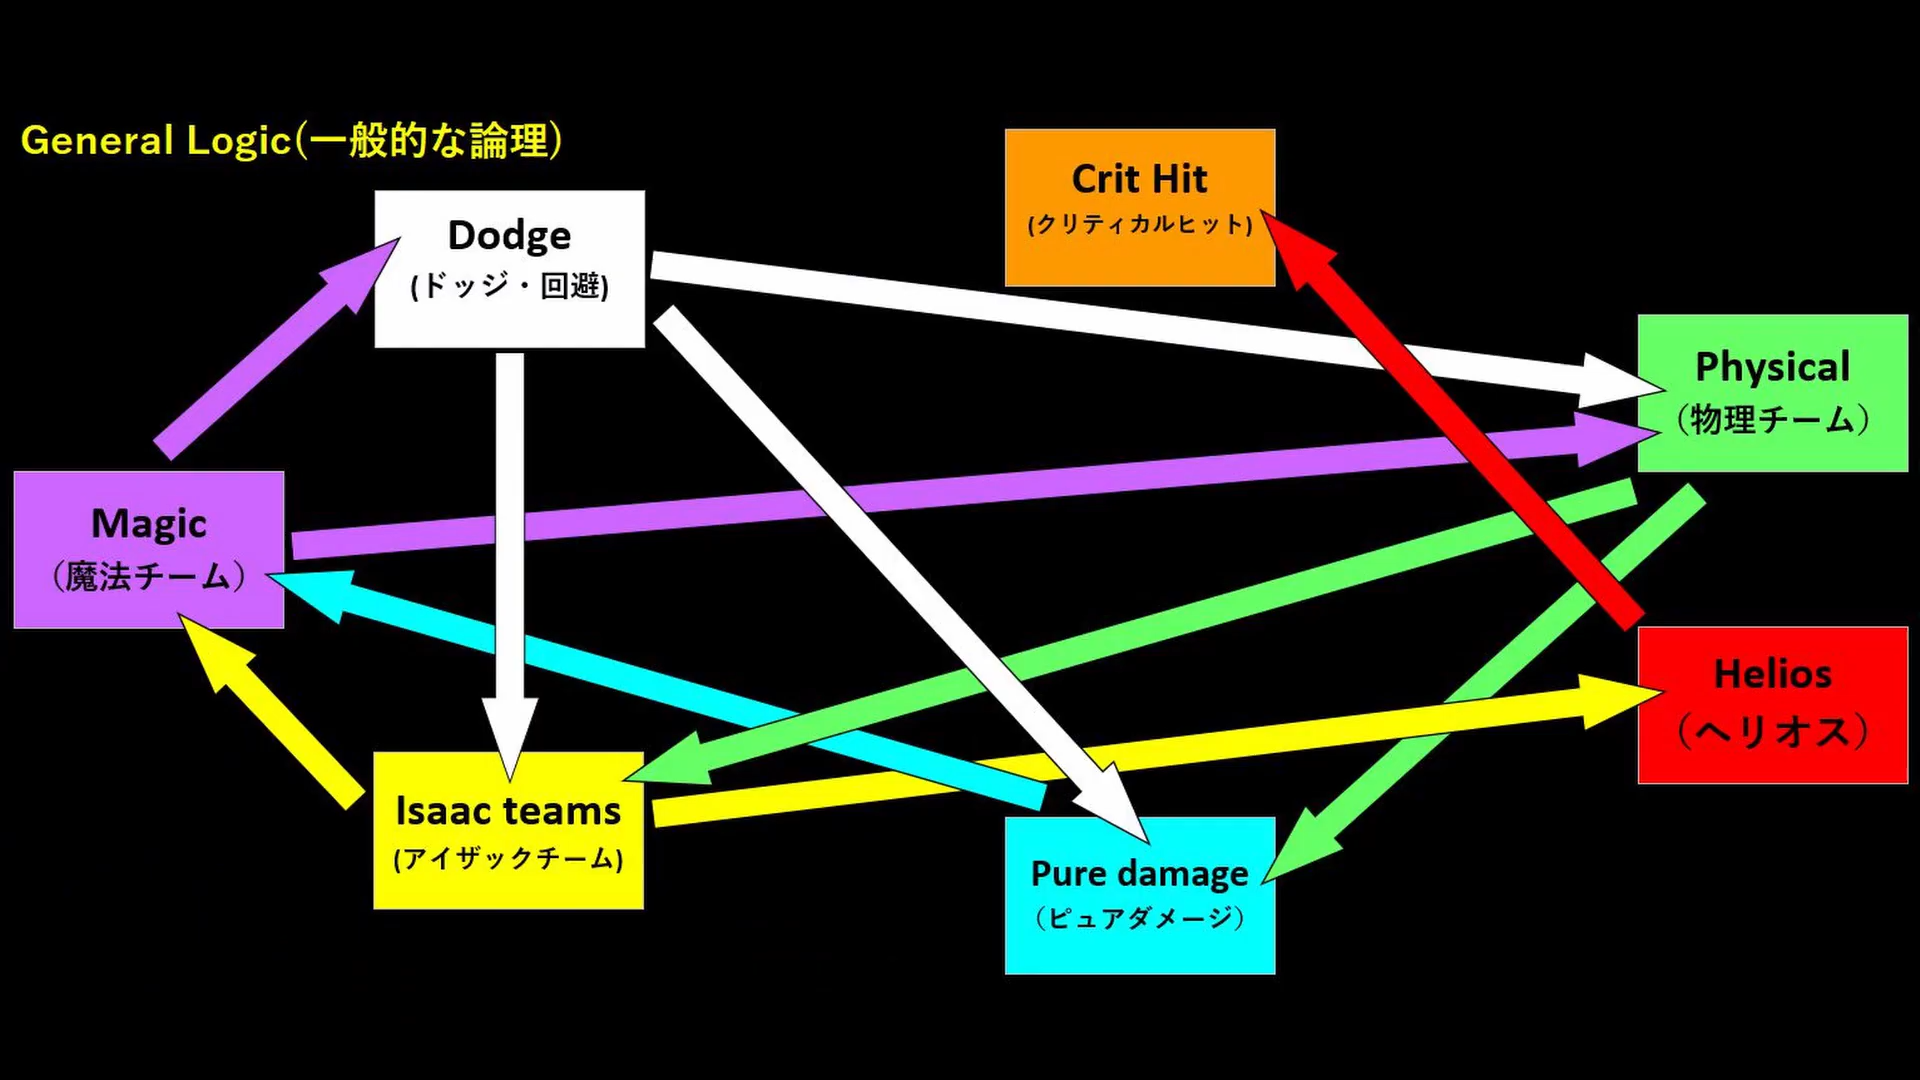 General Logic(一般的な論理)
Dodge
(ドッジ・回避)
Crit Hit
(クリティカルヒット)
Physical
（物理チーム）
Magic
（魔法チーム）
Helios
（ヘリオス）
Isaac teams
(アイザックチーム)
Pure damage
（ピュアダメージ）